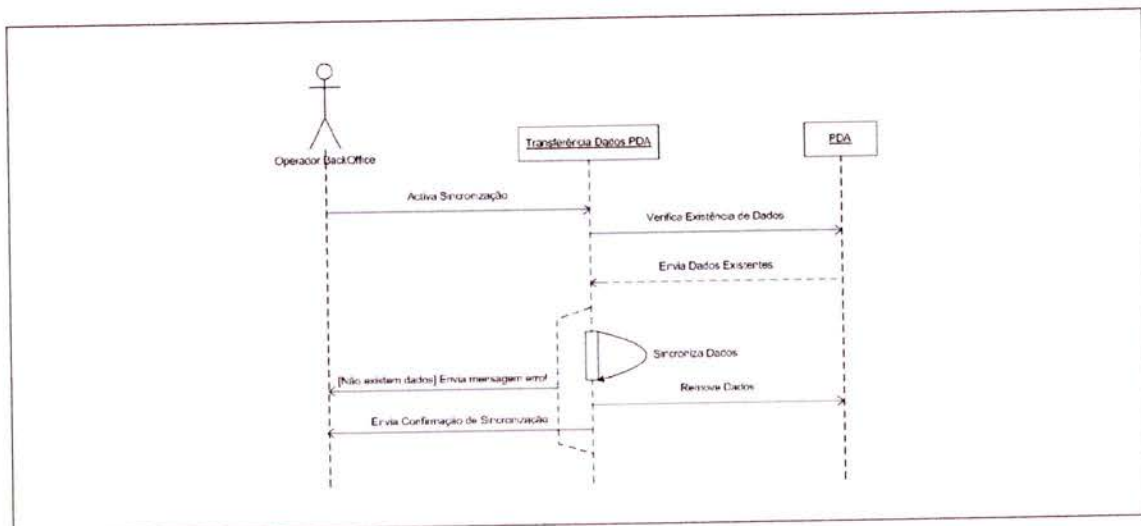 Transferência Dados PDA
PDA
Operador BackOffice
Activa Sincronização
Verifica Existência de Dados
Envia Dados Existentes
Sincroniza Dados
[Não existem dados] Envia mensagem erro!
Remove Dados
Envia Confirmação de Sincronização